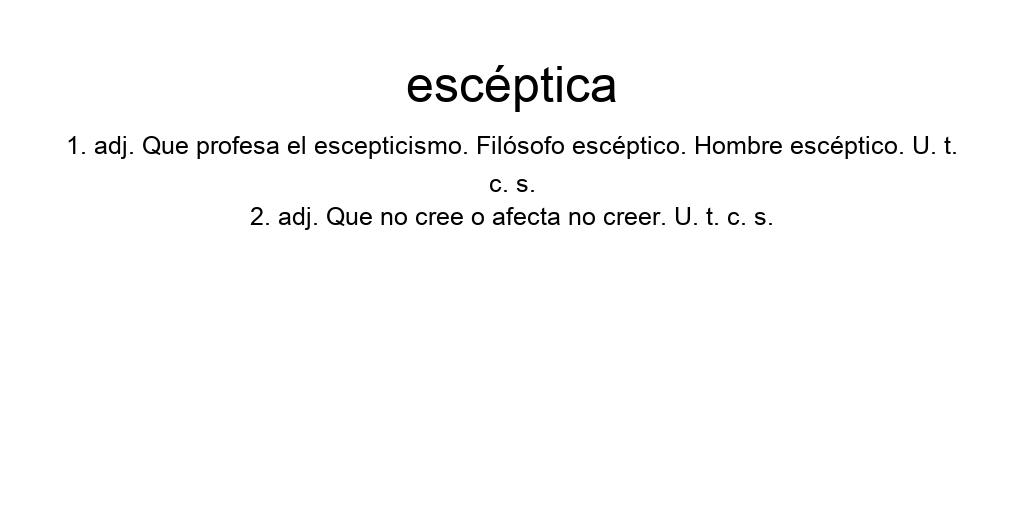 escéptica
1. adj. Que profesa el escepticismo. Filósofo escéptico. Hombre escéptico. U. t.
c. s.
2. adj. Que no cree o afecta no creer. U. t. c. s.